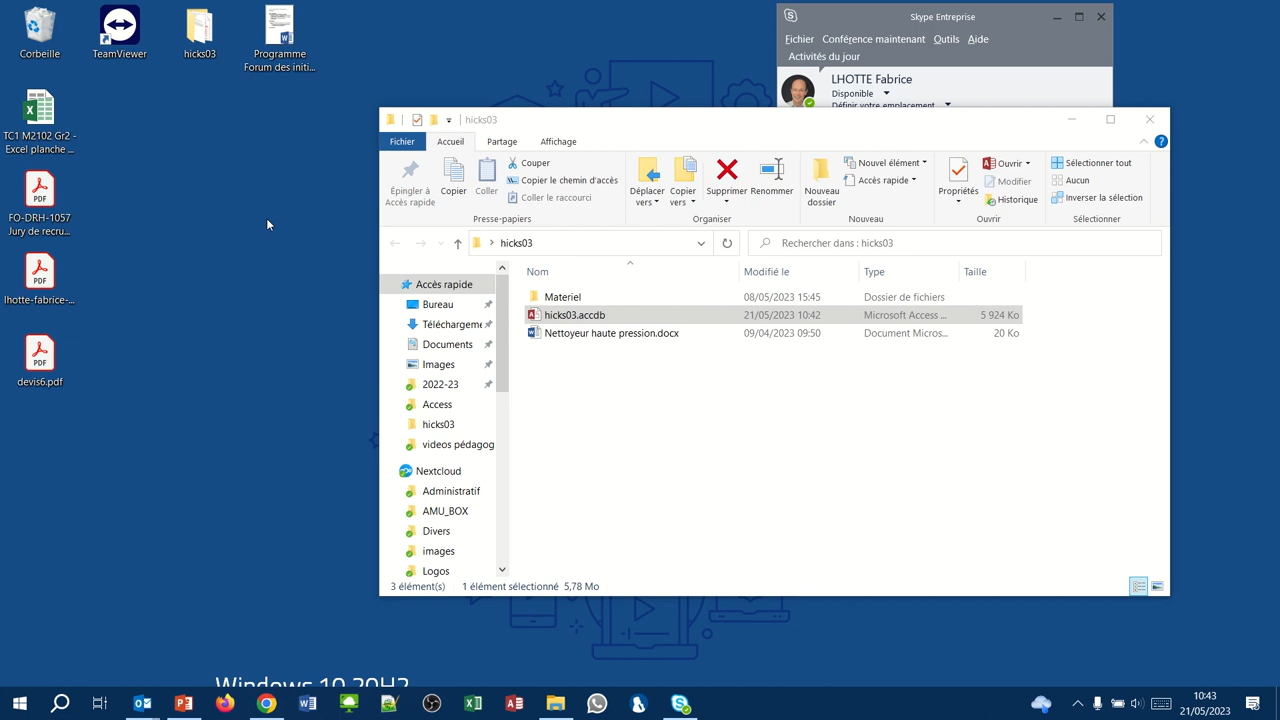 Corbeille
TeamViewer
hicks03
Programme
Forum des initi...
TC1 M2102 Gr2 -
Excel planche ...
FO-DRH-1057
Jury de recru...
lhotte-fabrice-...
devis6.pdf
Skype Entreprise
Fichier Conférence maintenant Outils Aide
Activités du jour
LHOTTE Fabrice
Disponible
Définir votre emplacement
hicks03
Fichier Accueil Partage Affichage
Épingler à
Accès rapide
Copier
Coller
Couper
Copier le chemin d'accès
Coller le raccourci
Presse-papiers
Déplacer
vers
Copier
vers
Supprimer
Renommer
Organiser
Nouveau
dossier
Nouvel élément
Accès rapide
Nouveau
Propriétés
Ouvrir
Modifier
Historique
Ouvrir
Sélectionner tout
Aucun
Inverser la sélection
Sélectionner
hicks03
Rechercher dans : hicks03
Nom Modifié le Type Taille
Materiel 08/05/2023 15:45 Dossier de fichiers
hicks03.accdb 21/05/2023 10:42 Microsoft Access ... 5 924 Ko
Nettoyeur haute pression.docx 09/04/2023 09:50 Document Micros... 20 Ko
Accès rapide
Bureau
Téléchargeme
Documents
Images
2022-23
Access
hicks03
videos pédagog
Nextcloud
Administratif
AMU_BOX
Divers
images
Logos
3 élément(s) 1 élément sélectionné 5,78 Mo
Windows 10 20H2
10:43
21/05/2023